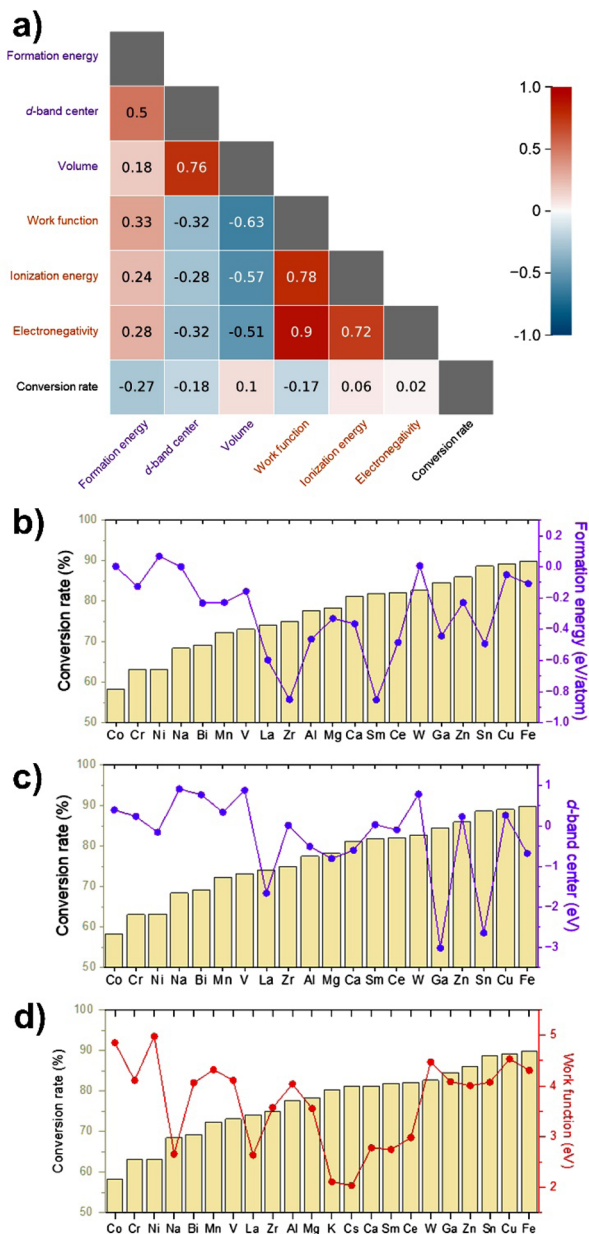 a)
Formation energy
d-band center
0.5
Volume
0.18 0.76
Work function
0.33 -0.32 -0.63
Ionization energy
0.24 -0.28 -0.57 0.78
Electronegativity
0.28 -0.32 -0.51 0.9 0.72
Conversion rate
-0.27 -0.18 0.1 -0.17 0.06 0.02
Formation energy
d-band center
Volume
Work function
Ionization energy
Electronegativity
Conversion rate
1.0
0.5
0
−0.5
-1.0
b)
Conversion rate (%)
100
90
80
70
60
50
Co Cr Ni Na Bi Mn V La Zr Al Mg Ca Sm Ce W Ga Zn Sn Cu Fe
0.2
0.0
−0.2
−0.4
−0.6
−0.8
−1.0
Formation energy (eV/atom)
c)
Conversion rate (%)
100
90
80
70
60
50
Co Cr Ni Na Bi Mn V La Zr Al Mg Ca Sm Ce W Ga Zn Sn Cu Fe
1
0
−1
−2
−3
d-band center (eV)
d)
Conversion rate (%)
100
90
80
70
60
50
Co Cr Ni Na Bi Mn V La Zr Al Mg K Cs Ca Sm Ce W Ga Zn Sn Cu Fe
5
4
3
2
Work function (eV)